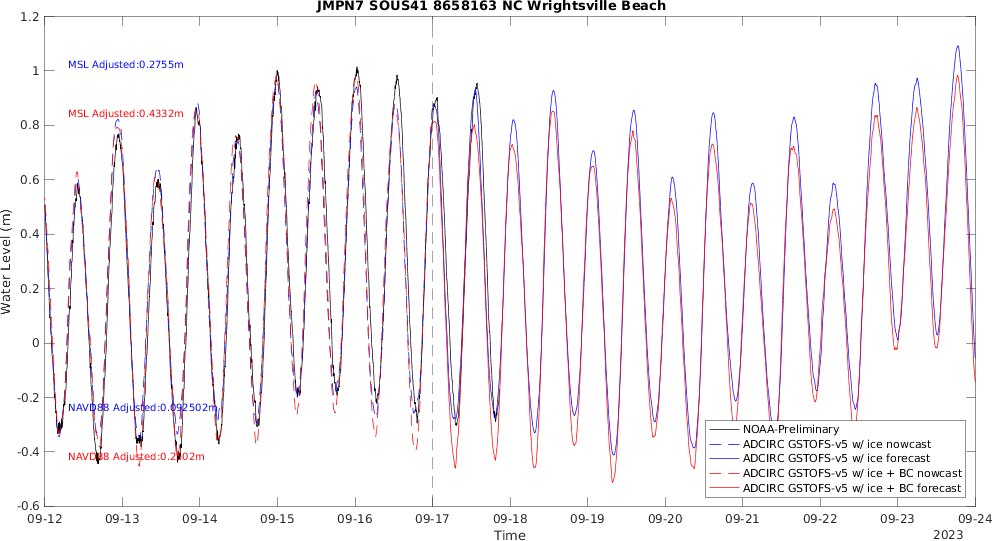 JMPN7 SOUS41 8658163 NC Wrightsville Beach
1.2
1
0.8
0.6
0.4
0.2
0
-0.2
-0.4
-0.6
Water Level (m)
MSL Adjusted:0.2755m
MSL Adjusted:0.4332m
NAVD88 Adjusted:0.092502m
NAVD88 Adjusted:0.2502m
NOAA-Preliminary
ADCIRC GSTOFS-v5 w/ ice nowcast
ADCIRC GSTOFS-v5 w/ ice forecast
ADCIRC GSTOFS-v5 w/ ice + BC nowcast
ADCIRC GSTOFS-v5 w/ ice + BC forecast
09-12 09-13 09-14 09-15 09-16 09-17 09-18 09-19 09-20 09-21 09-22 09-23 09-24
Time
2023